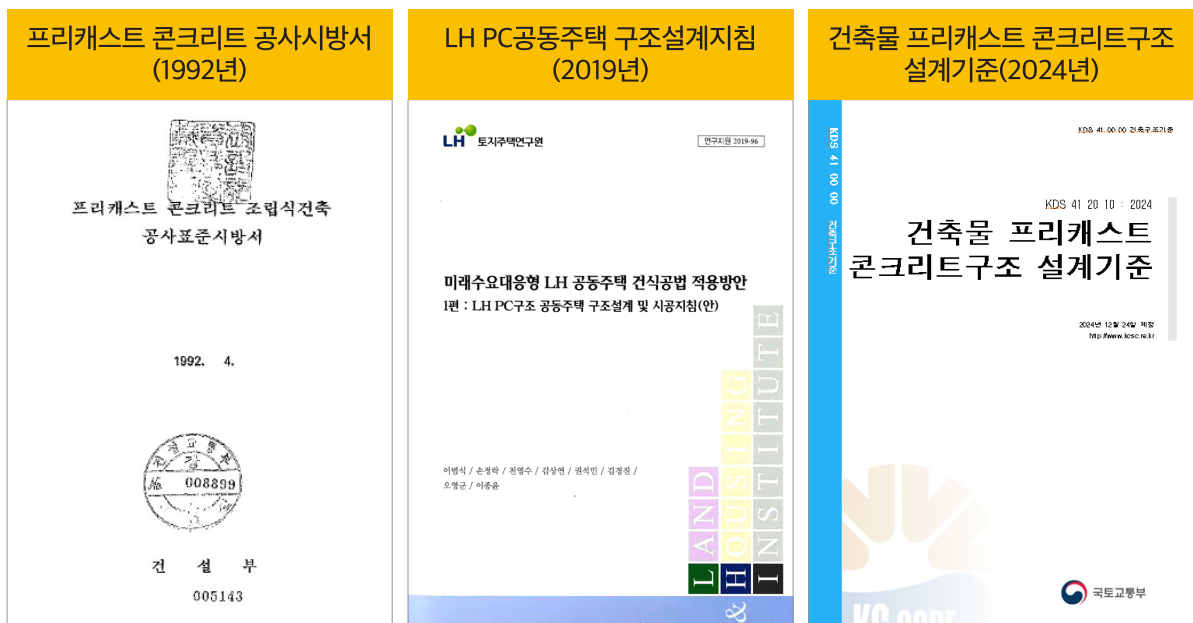 프리캐스트 콘크리트 공사시방서
(1992년)
프리캐스트 콘크리트 조립식건축
공사표준시방서
1992. 4.
008899
건 설 부
005143
LH PC공동주택 구조설계지침
(2019년)
LH 토지주택연구원
연구지원 2019-96
미래수요대응형 LH 공동주택 건식공법 적용방안
1편 : LH PC구조 공동주택 구조설계 및 시공지침(안)
이범식 / 손정락 / 천영수 / 김상연 / 권석민 / 김정진 /
오영균 / 이종윤
LAND
& HOUSING
INSTITUTE
건축물 프리캐스트 콘크리트구조
설계기준(2024년)
KDS 41 00 00 건축구조기준
KDS 41 00 00 건축구조기준
KDS 41 20 10 : 2024
건축물 프리캐스트
콘크리트구조 설계기준
2024년 12월 24일 제정
http://www.kcsc.re.kr
KC CODE
국토교통부